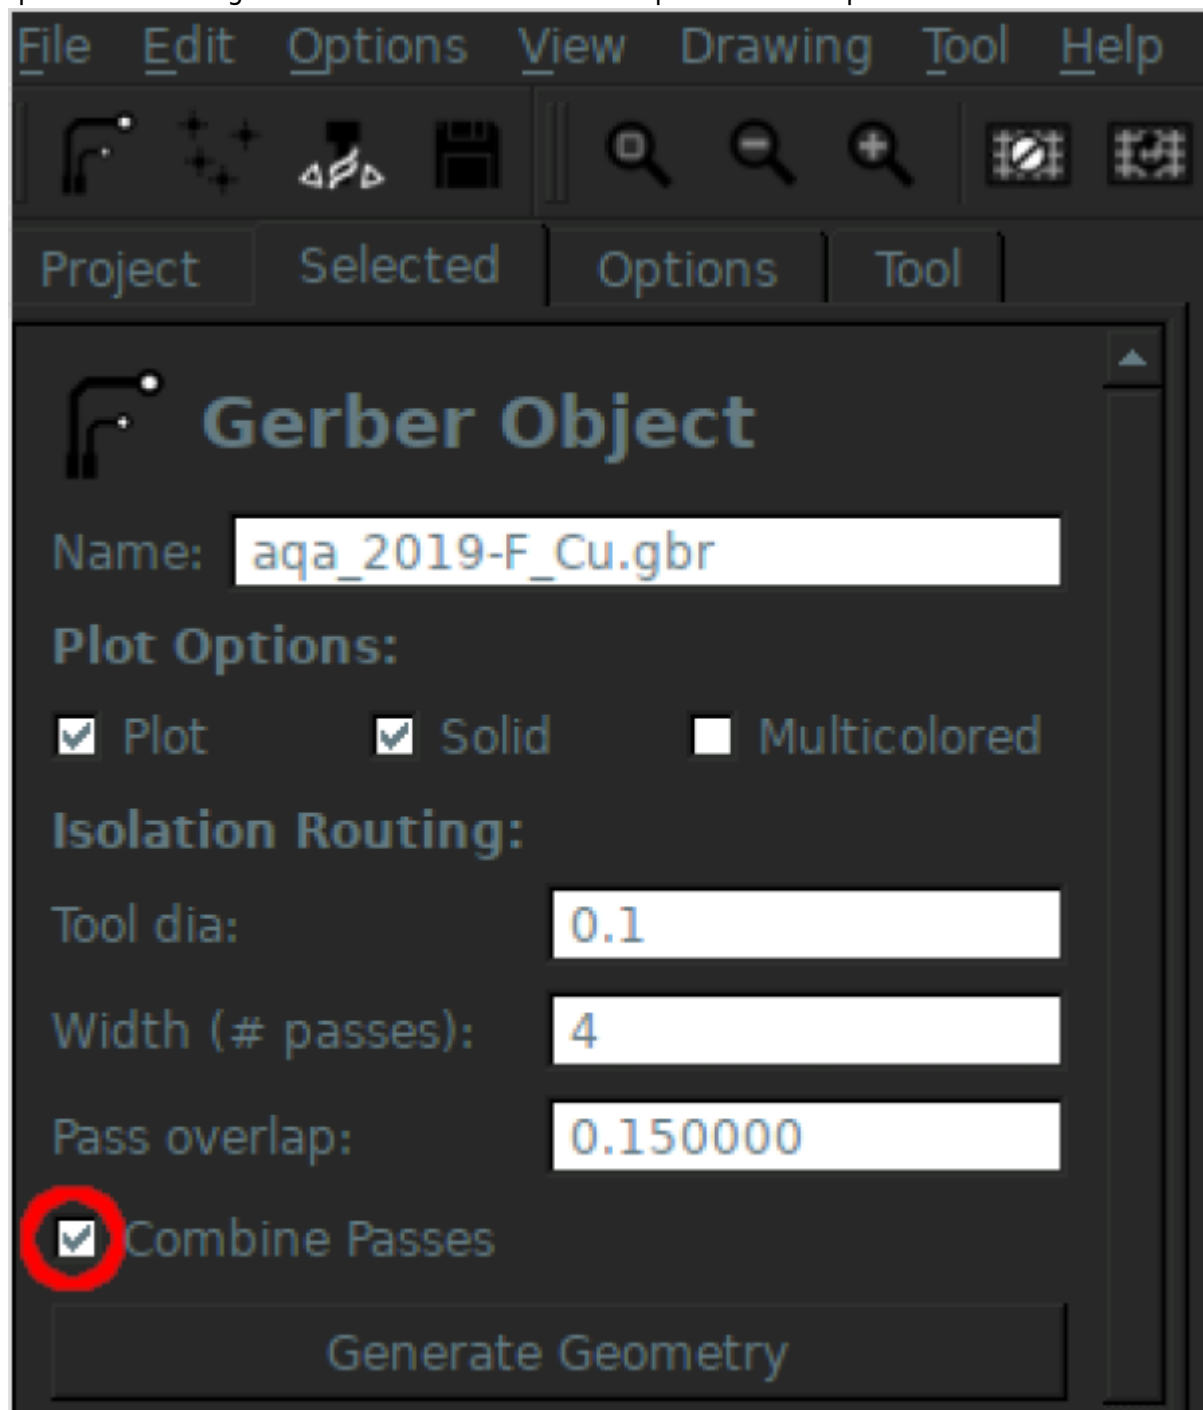 File Edit Options View Drawing Tool Help
Project Selected Options Tool
Gerber Object
Name: aqa_2019-F_Cu.gbr
Plot Options:
Plot Solid Multicolored
Isolation Routing:
Tool dia: 0.1
Width (# passes): 4
Pass overlap: 0.150000
Combine Passes
Generate Geometry